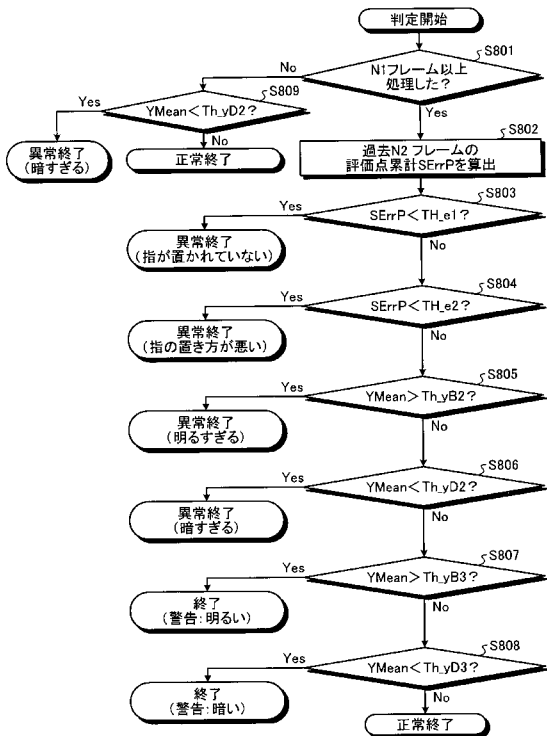 判定開始
S801
N1フレーム以上
処理した?
No
Yes
S809
YMean<Th_yD2?
Yes
No
異常終了
(暗すぎる)
正常終了
S802
過去N2 フレームの
評価点累計SErrPを算出
S803
SErrP<TH_e1?
Yes
No
異常終了
(指が置かれていない)
S804
SErrP<TH_e2?
Yes
No
異常終了
(指の置き方が悪い)
S805
YMean>Th_yB2?
Yes
No
異常終了
(明るすぎる)
S806
YMean<Th_yD2?
Yes
No
異常終了
(暗すぎる)
S807
YMean>Th_yB3?
Yes
No
終了
(警告:明るい)
S808
YMean<Th_yD3?
Yes
No
終了
(警告:暗い)
正常終了